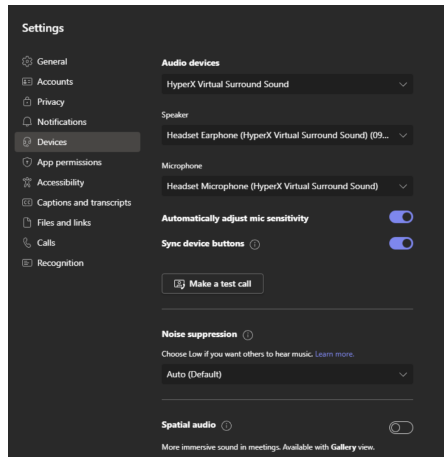 Settings
General
Accounts
Privacy
Notifications
Devices
App permissions
Accessibility
Captions and transcripts
Files and links
Calls
Recognition
Audio devices
HyperX Virtual Surround Sound
Speaker
Headset Earphone (HyperX Virtual Surround Sound) (09...
Microphone
Headset Microphone (HyperX Virtual Surround Sound)
Automatically adjust mic sensitivity
Sync device buttons
Make a test call
Noise suppression
Choose Low if you want others to hear music. Learn more.
Auto (Default)
Spatial audio
More immersive sound in meetings. Available with Gallery view.